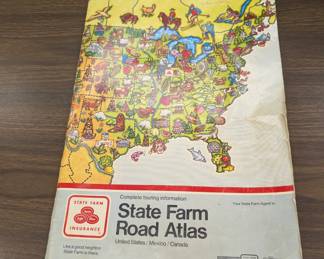 Complete touring information
State Farm
Road Atlas
United States / Mexico / Canada
Your State Farm Agent is:
STATE FARM
INSURANCE
Like a good neighbor
State Farm is there.